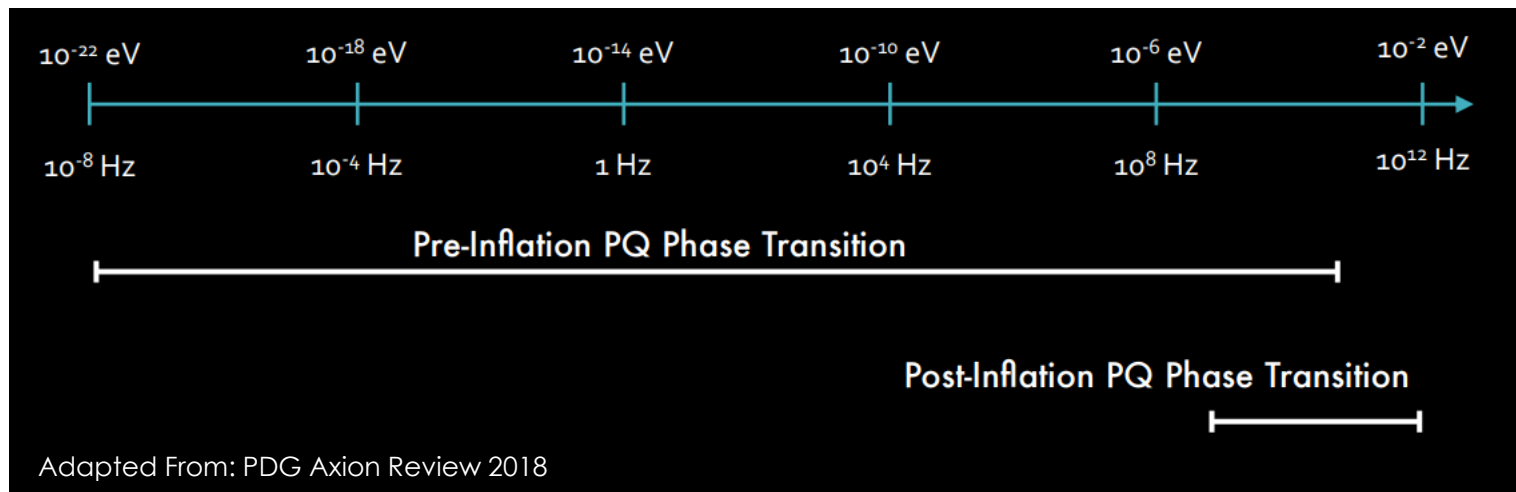 10⁻²² eV 10⁻¹⁸ eV 10⁻¹⁴ eV 10⁻¹⁰ eV 10⁻⁶ eV 10⁻² eV
10⁻⁸ Hz 10⁻⁴ Hz 1 Hz 10⁴ Hz 10⁸ Hz 10¹² Hz
Pre-Inflation PQ Phase Transition
Post-Inflation PQ Phase Transition
Adapted From: PDG Axion Review 2018